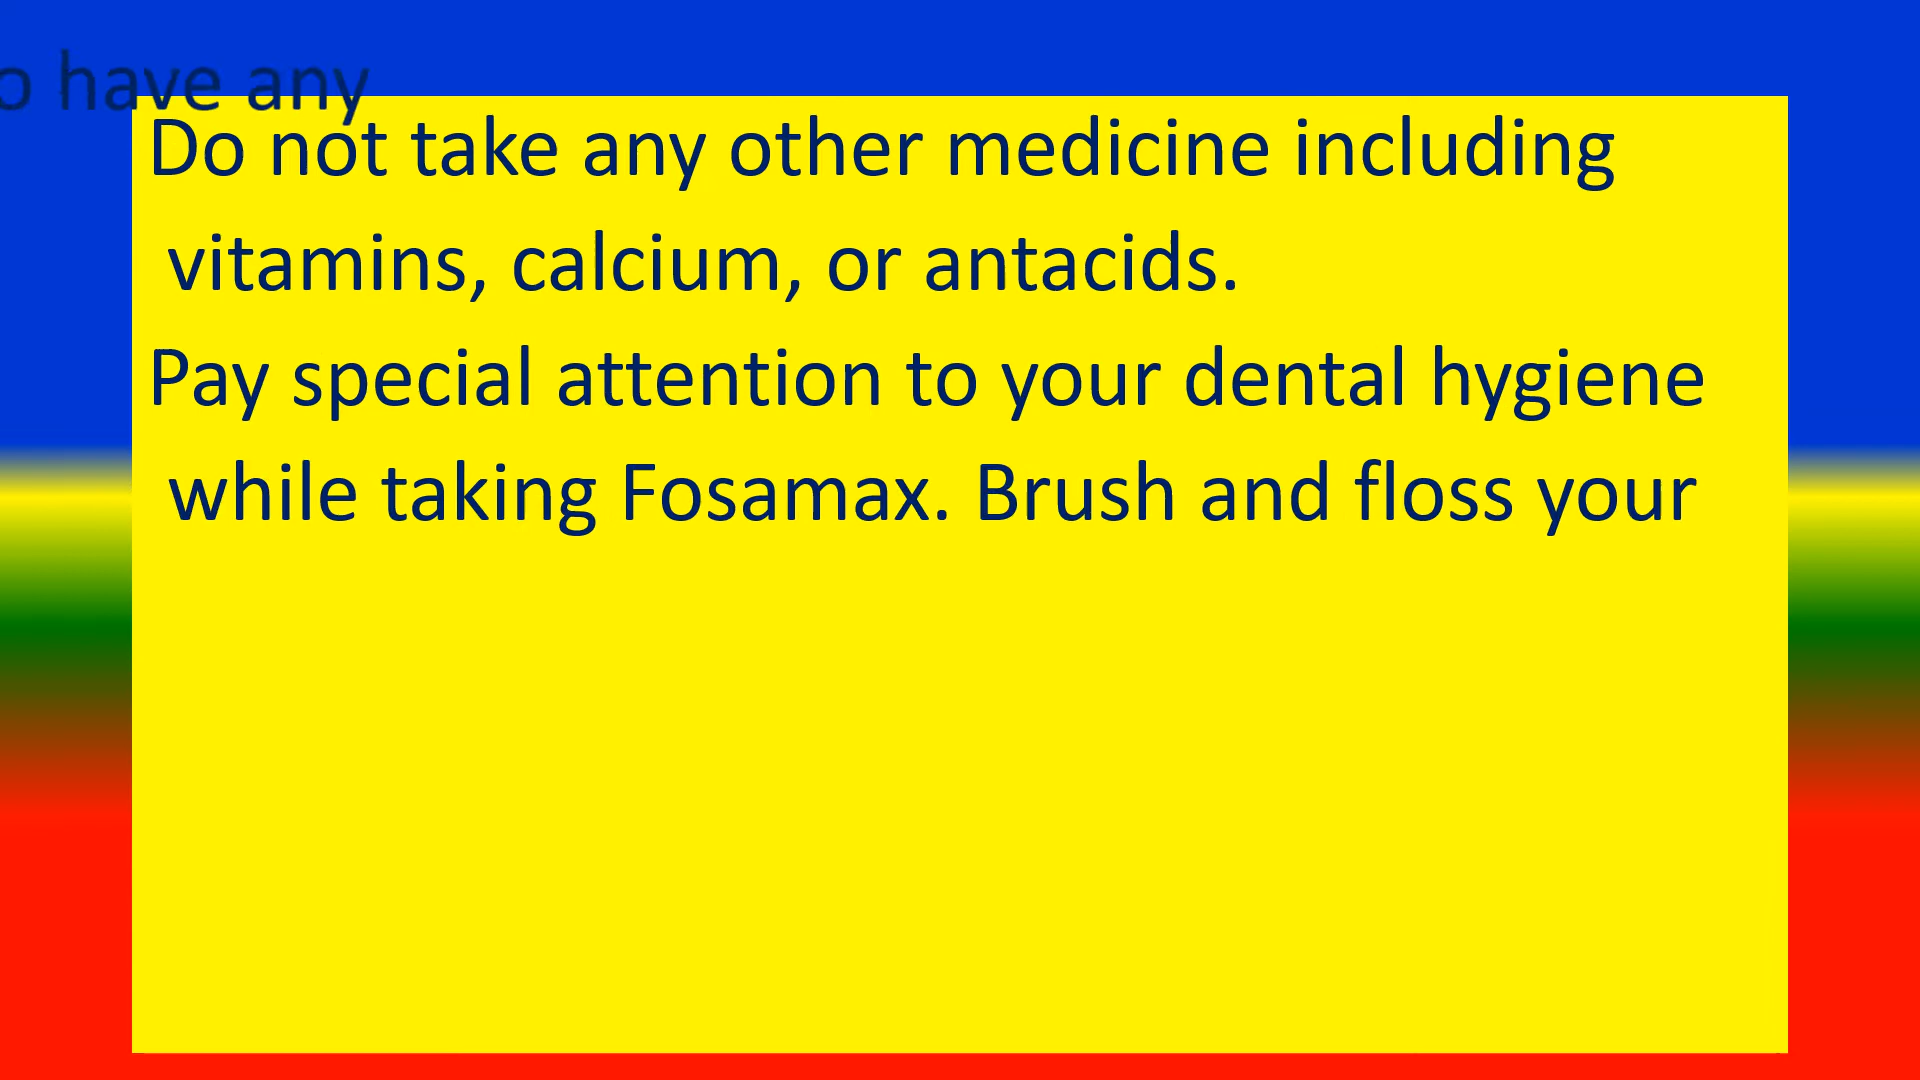 have any
Do not take any other medicine including
vitamins, calcium, or antacids.
Pay special attention to your dental hygiene
while taking Fosamax. Brush and floss your